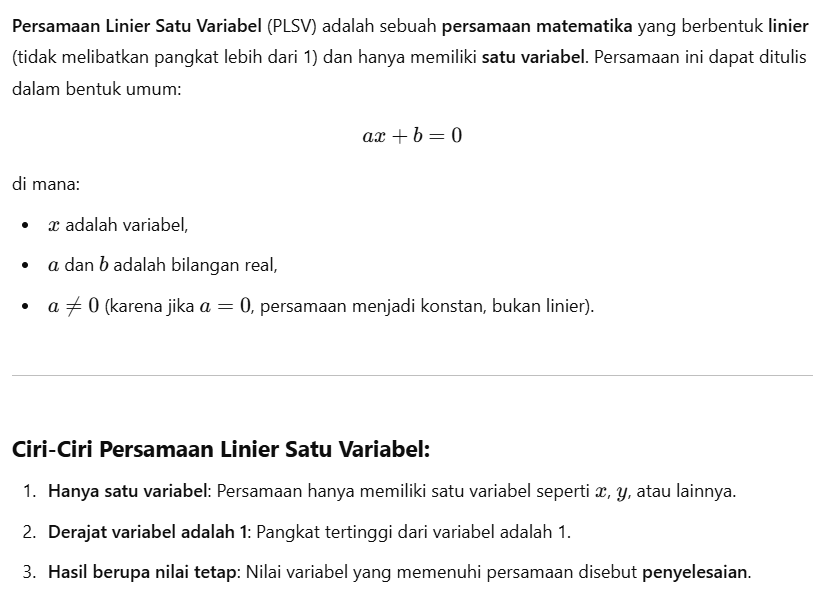 Persamaan Linier Satu Variabel (PLSV) adalah sebuah persamaan matematika yang berbentuk linier
(tidak melibatkan pangkat lebih dari 1) dan hanya memiliki satu variabel. Persamaan ini dapat ditulis
dalam bentuk umum:
ax + b = 0
di mana:
• x adalah variabel,
• a dan b adalah bilangan real,
• a ≠ 0 (karena jika a = 0, persamaan menjadi konstan, bukan linier).
Ciri-Ciri Persamaan Linier Satu Variabel:
1. Hanya satu variabel: Persamaan hanya memiliki satu variabel seperti x, y, atau lainnya.
2. Derajat variabel adalah 1: Pangkat tertinggi dari variabel adalah 1.
3. Hasil berupa nilai tetap: Nilai variabel yang memenuhi persamaan disebut penyelesaian.